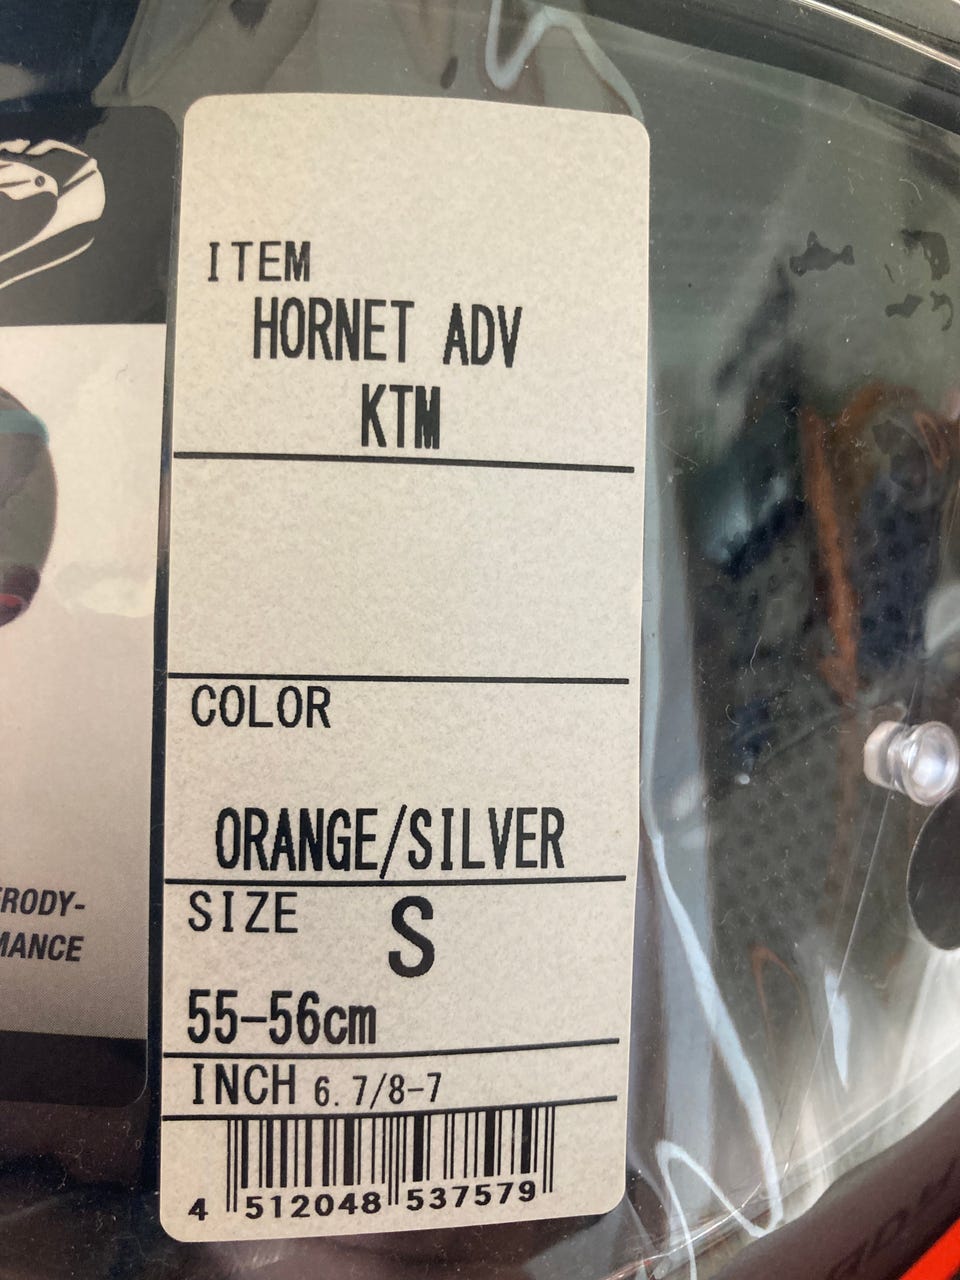 ITEM
HORNET ADV
KTM
COLOR
ORANGE/SILVER
SIZE S
55-56cm
INCH 6.7/8-7
4 512048 537579
RODY-
MANCE